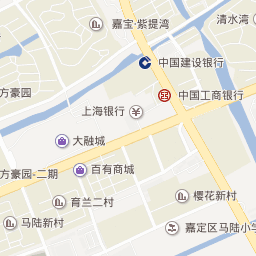 嘉宝·紫提湾
清水湾
中国建设银行
方豪园
中国工商银行
上海银行
大融城
百有商城
方豪园-二期
育兰二村
樱花新村
马陆新村
嘉定区马陆小学